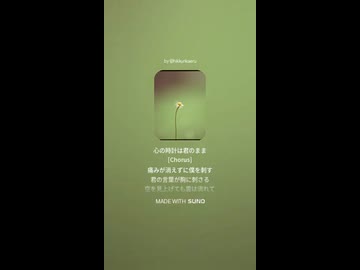 心の時計は君のまま
[Chorus]
痛みが消えずに僕を刺す
君の言葉が胸に刺さる
空を見上げても雲は流れて
MADE WITH SUNO